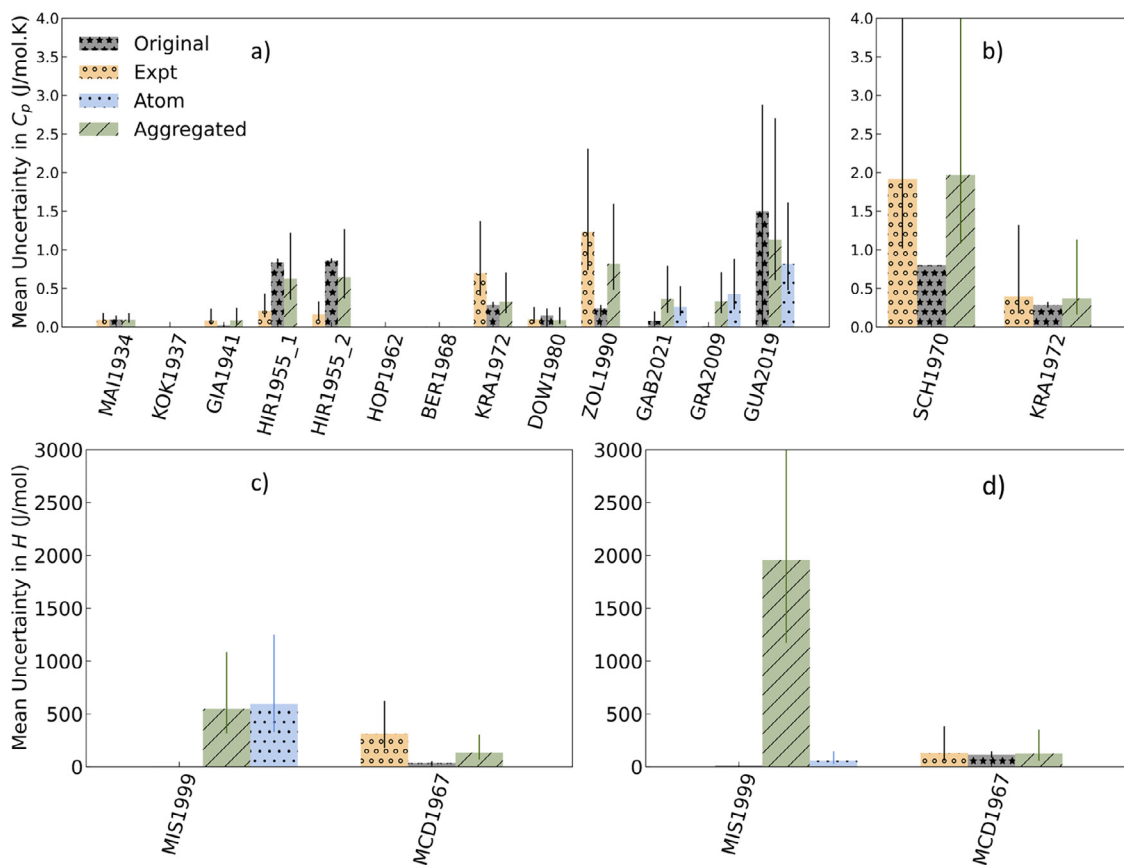 a)
Original
Expt
Atom
Aggregated
Mean Uncertainty in Cp (J/mol.K)
4.0
3.5
3.0
2.5
2.0
1.5
1.0
0.5
0.0
MAI1934
KOK1937
GIA1941
HIR1955_1
HIR1955_2
HOP1962
BER1968
KRA1972
DOW1980
ZOL1990
GAB2021
GRA2009
GUA2019
b)
4.0
3.5
3.0
2.5
2.0
1.5
1.0
0.5
0.0
SCH1970
KRA1972
c)
Mean Uncertainty in H (J/mol)
3000
2500
2000
1500
1000
500
0
MIS1999
MCD1967
d)
3000
2500
2000
1500
1000
500
0
MIS1999
MCD1967